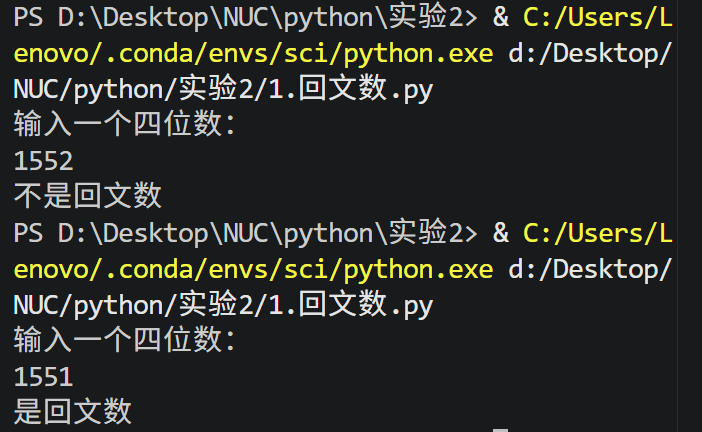 PS D:\Desktop\NUC\python\实验2> & C:/Users/L
enovo/.conda/envs/sci/python.exe d:/Desktop/
NUC/python/实验2/1.回文数.py
输入一个四位数：
1552
不是回文数
PS D:\Desktop\NUC\python\实验2> & C:/Users/L
enovo/.conda/envs/sci/python.exe d:/Desktop/
NUC/python/实验2/1.回文数.py
输入一个四位数：
1551
是回文数